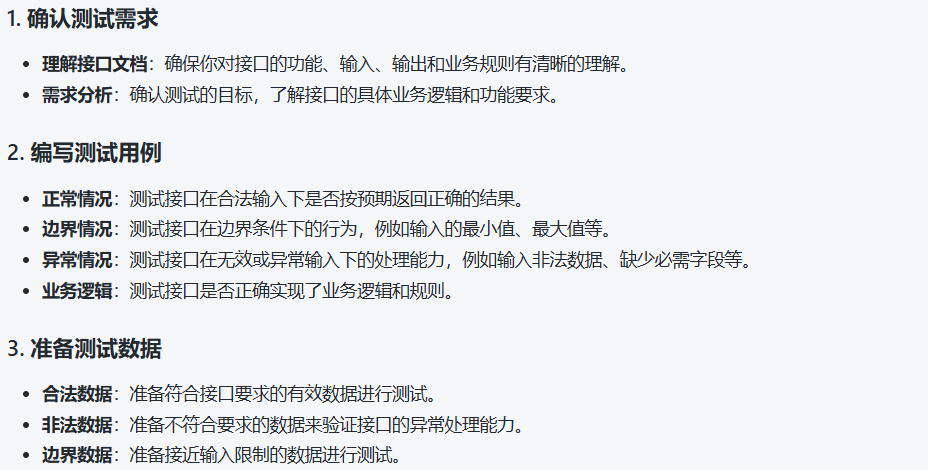 1. 确认测试需求
• 理解接口文档：确保你对接口的功能、输入、输出和业务规则有清晰的理解。
• 需求分析：确认测试的目标，了解接口的具体业务逻辑和功能要求。
2. 编写测试用例
• 正常情况：测试接口在合法输入下是否按预期返回正确的结果。
• 边界情况：测试接口在边界条件下的行为，例如输入的最小值、最大值等。
• 异常情况：测试接口在无效或异常输入下的处理能力，例如输入非法数据、缺少必需字段等。
• 业务逻辑：测试接口是否正确实现了业务逻辑和规则。
3. 准备测试数据
• 合法数据：准备符合接口要求的有效数据进行测试。
• 非法数据：准备不符合要求的数据来验证接口的异常处理能力。
• 边界数据：准备接近输入限制的数据进行测试。